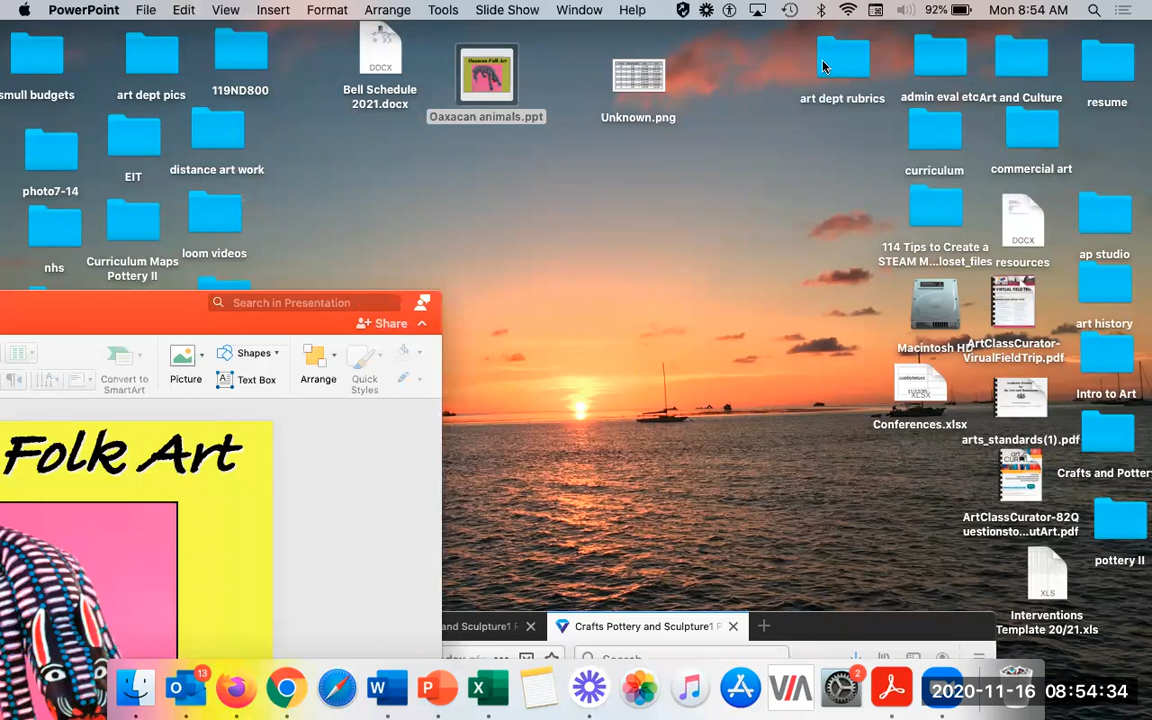 PowerPoint File Edit View Insert Format Arrange Tools Slide Show Window Help 92% Mon 8:54 AM
smull budgets
art dept pics
119ND800
DOCX
Bell Schedule
2021.docx
Oaxacan Folk Art
Oaxacan animals.ppt
Unknown.png
art dept rubrics
admin eval etc
Art and Culture
resume
photo7-14
EIT
distance art work
curriculum
commercial art
nhs
Curriculum Maps
Pottery II
loom videos
114 Tips to Create a
STEAM M...loset_files
DOCX
resources
ap studio
Search in Presentation
Share
Macintosh HD
ArtClassCurator-
VirualFieldTrip.pdf
art history
Convert to
SmartArt
Picture
Shapes
Text Box
Arrange
Quick
Styles
conferences
XLSX
Conferences.xlsx
arts_standards(1).pdf
Intro to Art
Folk Art
Crafts and Potter
ArtClassCurator-82Q
uestionsto...utArt.pdf
pottery II
XLS
Interventions
Template 20/21.xls
and Sculpture1 F
Crafts Pottery and Sculpture1 F
Search
13
2
2020-11-16 08:54:34